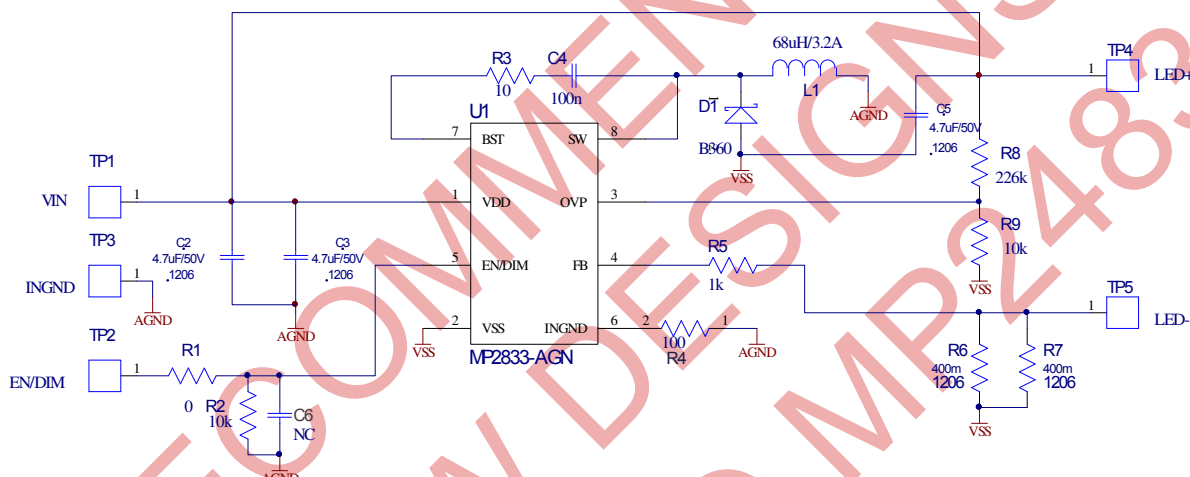 68uH/3.2A
L1
AGND
R3
10
C4
100n
D1
B360
VSS
C5
4.7uF/50V
.1206
TP4
1
LED+
U1
7
BST
SW
8
1
VDD
OVP
3
5
EN/DIM
FB
4
2
VSS
INGND
6
MP2833-AGN
VSS
R8
226k
R9
10k
VSS
TP1
VIN
1
TP3
INGND
1
AGND
C2
4.7uF/50V
.1206
C3
4.7uF/50V
.1206
AGND
R5
1k
2
1
100
R4
AGND
TP5
1
LED-
R6
400m
1206
R7
400m
1206
VSS
TP2
EN/DIM
1
R1
0
R2
10k
C6
NC
AGND
ECOMMEN
W DESIGNS
MP2483